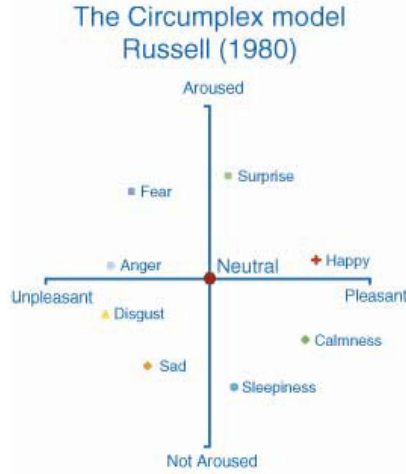 The Circumplex model
Russell (1980)
Aroused
Surprise
Fear
Happy
Anger
Neutral
Unpleasant
Pleasant
Disgust
Calmness
Sad
Sleepiness
Not Aroused